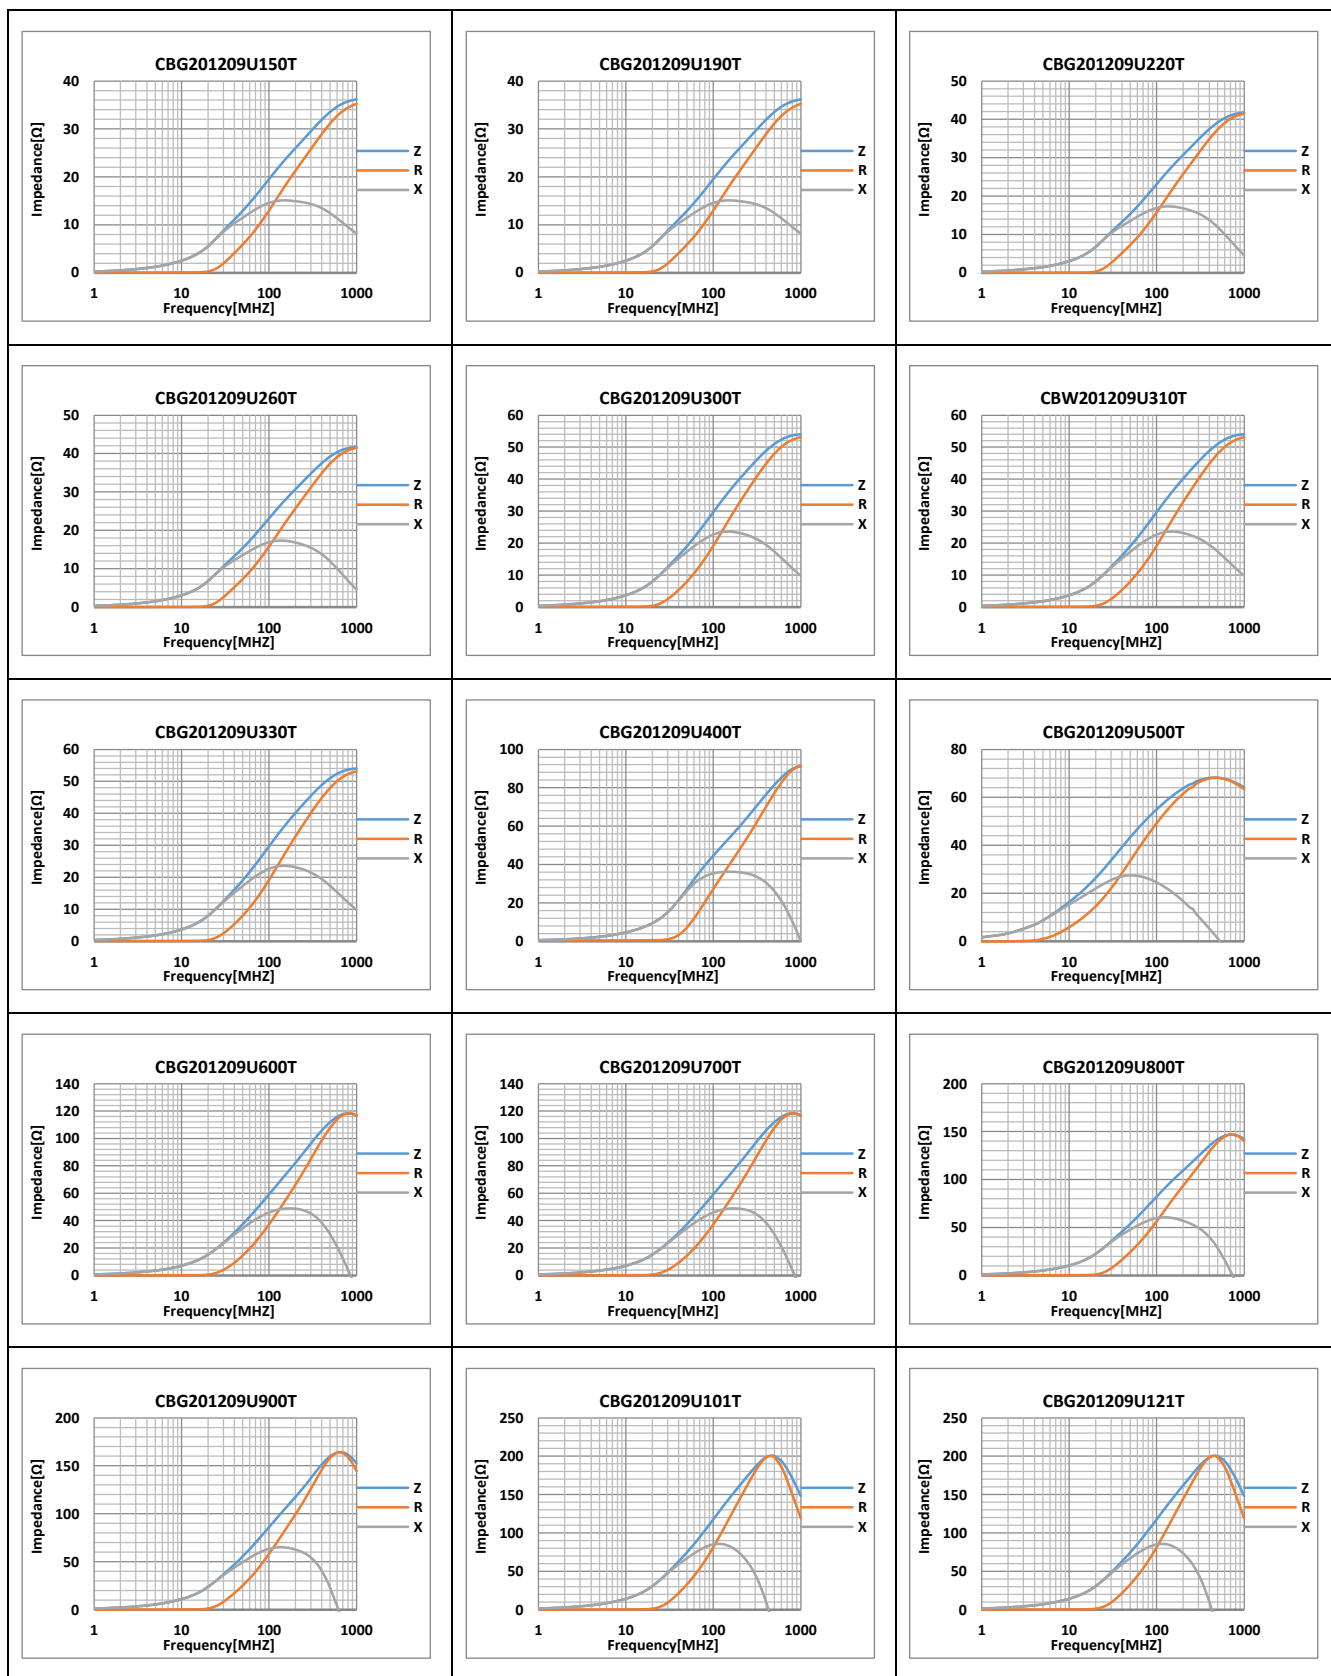 CBG201209U150T
Impedance[Ω]
40
30
20
10
0
1 10 100 1000
Frequency[MHZ]
Z
R
X
CBG201209U190T
Impedance[Ω]
40
30
20
10
0
1 10 100 1000
Frequency[MHZ]
Z
R
X
CBG201209U220T
Impedance[Ω]
50
40
30
20
10
0
1 10 100 1000
Frequency[MHZ]
Z
R
X
CBG201209U260T
Impedance[Ω]
50
40
30
20
10
0
1 10 100 1000
Frequency[MHZ]
Z
R
X
CBG201209U300T
Impedance[Ω]
60
50
40
30
20
10
0
1 10 100 1000
Frequency[MHZ]
Z
R
X
CBW201209U310T
Impedance[Ω]
60
50
40
30
20
10
0
1 10 100 1000
Frequency[MHZ]
Z
R
X
CBG201209U330T
Impedance[Ω]
60
50
40
30
20
10
0
1 10 100 1000
Frequency[MHZ]
Z
R
X
CBG201209U400T
Impedance[Ω]
100
80
60
40
20
0
1 10 100 1000
Frequency[MHZ]
Z
R
X
CBG201209U500T
Impedance[Ω]
80
60
40
20
0
1 10 100 1000
Frequency[MHZ]
Z
R
X
CBG201209U600T
Impedance[Ω]
140
120
100
80
60
40
20
0
1 10 100 1000
Frequency[MHZ]
Z
R
X
CBG201209U700T
Impedance[Ω]
140
120
100
80
60
40
20
0
1 10 100 1000
Frequency[MHZ]
Z
R
X
CBG201209U800T
Impedance[Ω]
200
150
100
50
0
1 10 100 1000
Frequency[MHZ]
Z
R
X
CBG201209U900T
Impedance[Ω]
200
150
100
50
0
1 10 100 1000
Frequency[MHZ]
Z
R
X
CBG201209U101T
Impedance[Ω]
250
200
150
100
50
0
1 10 100 1000
Frequency[MHZ]
Z
R
X
CBG201209U121T
Impedance[Ω]
250
200
150
100
50
0
1 10 100 1000
Frequency[MHZ]
Z
R
X